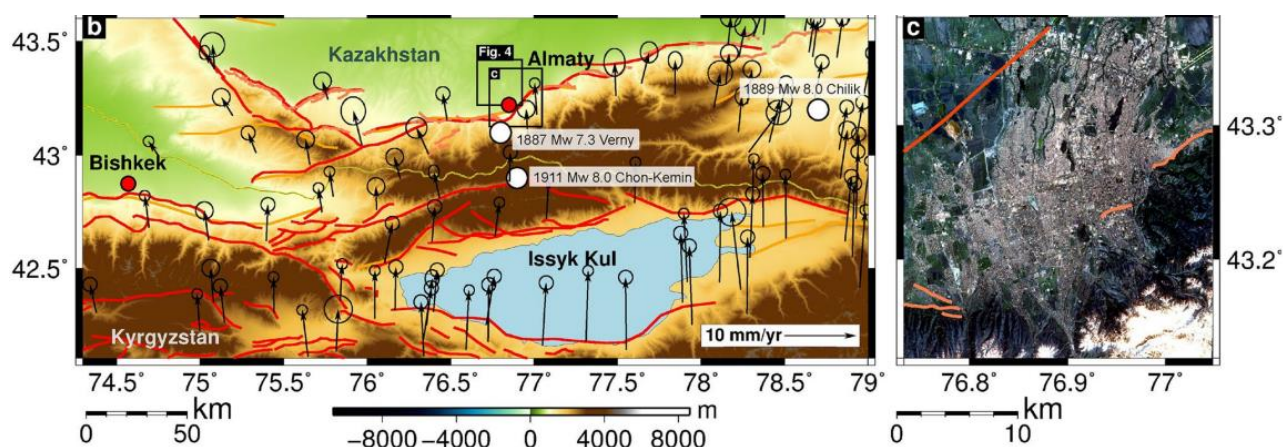 b
Kazakhstan
Fig. 4
c
Almaty
1889 Mw 8.0 Chilik
1887 Mw 7.3 Verny
Bishkek
1911 Mw 8.0 Chon-Kemin
Issyk Kul
Kyrgyzstan
10 mm/yr
43.5°
43°
42.5°
74.5° 75° 75.5° 76° 76.5° 77° 77.5° 78° 78.5° 79°
km
0 50
m
−8000 −4000 0 4000 8000
c
43.3°
43.2°
76.8° 76.9° 77°
km
0 10